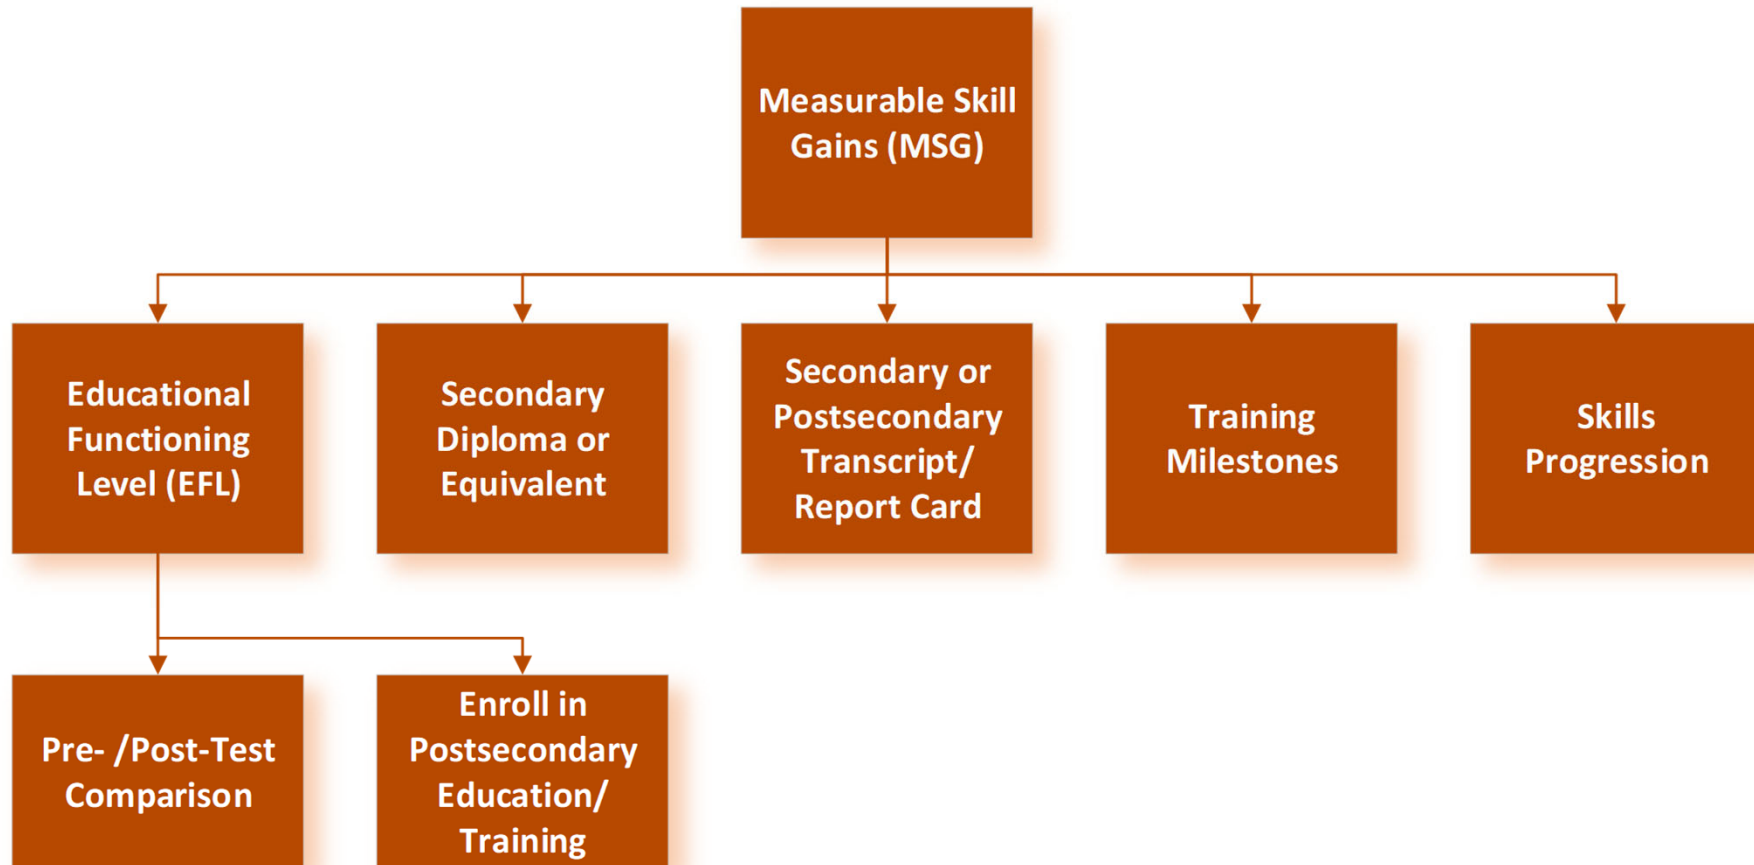 Measurable Skill
Gains (MSG)
Educational
Functioning
Level (EFL)
Secondary
Diploma or
Equivalent
Secondary or
Postsecondary
Transcript/
Report Card
Training
Milestones
Skills
Progression
Pre- /Post-Test
Comparison
Enroll in
Postsecondary
Education/
Training